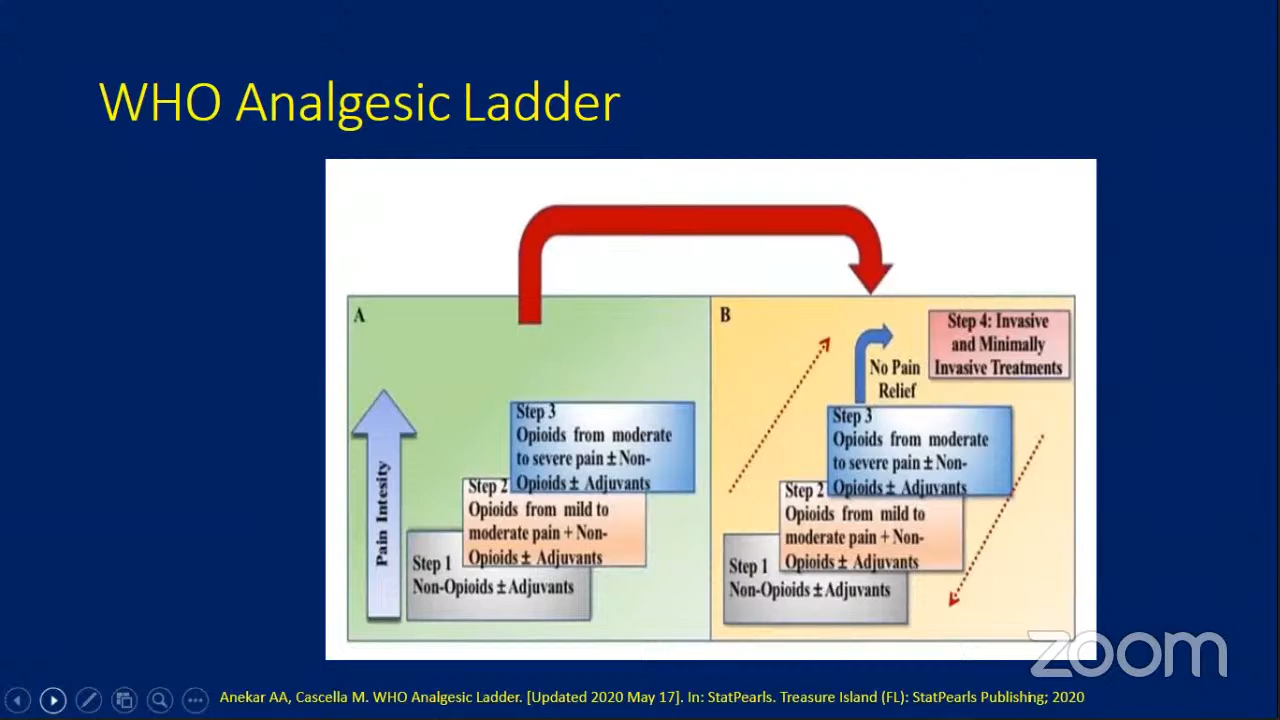 WHO Analgesic Ladder
A
Pain Intesity
Step 3
Opioids from moderate
to severe pain ± Non-
Opioids ± Adjuvants
Step 2
Opioids from mild to
moderate pain + Non-
Opioids ± Adjuvants
Step 1
Non-Opioids ± Adjuvants
B
Step 4: Invasive
and Minimally
Invasive Treatments
No Pain
Relief
Step 3
Opioids from moderate
to severe pain ± Non-
Opioids ± Adjuvants
Step 2
Opioids from mild to
moderate pain + Non-
Opioids ± Adjuvants
Step 1
Non-Opioids ± Adjuvants
zoom
Anekar AA, Cascella M. WHO Analgesic Ladder. [Updated 2020 May 17]. In: StatPearls. Treasure Island (FL): StatPearls Publishing; 2020